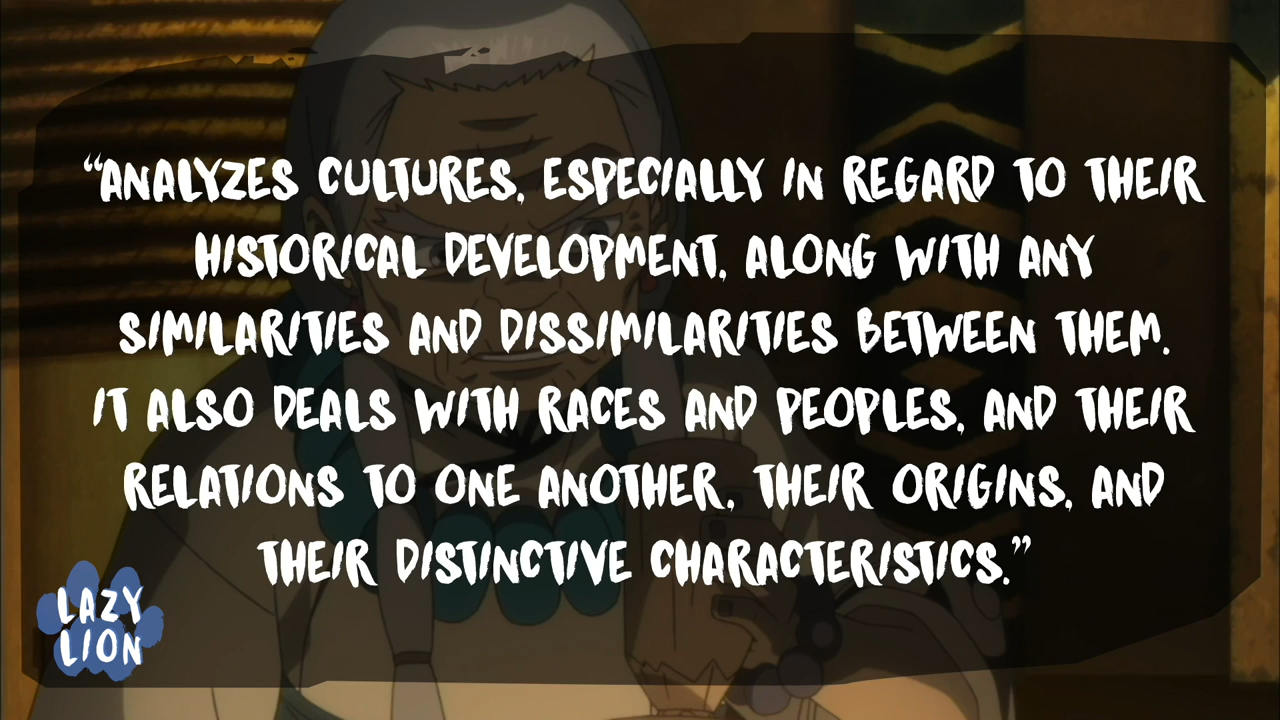 “ANALYZES CULTURES, ESPECIALLY IN REGARD TO THEIR
HISTORICAL DEVELOPMENT, ALONG WITH ANY
SIMILARITIES AND DISSIMILARITIES BETWEEN THEM.
IT ALSO DEALS WITH RACES AND PEOPLES, AND THEIR
RELATIONS TO ONE ANOTHER, THEIR ORIGINS, AND
THEIR DISTINCTIVE CHARACTERISTICS.”
LAZY
LION